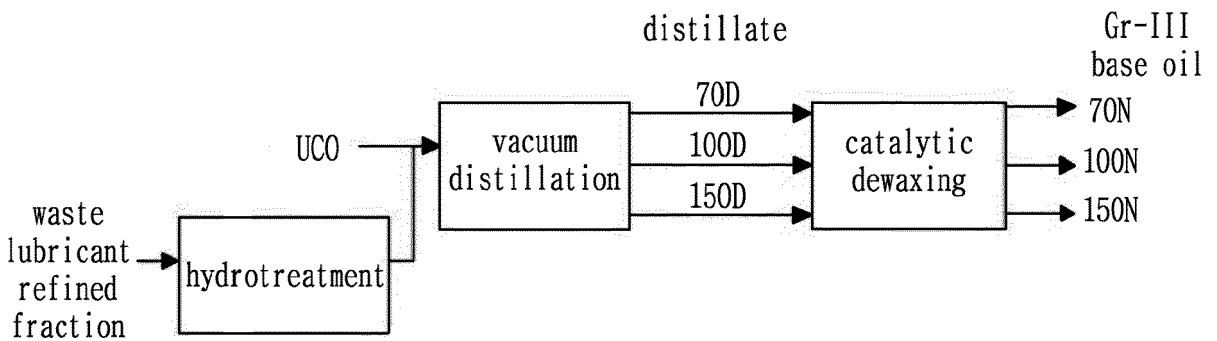 distillate
Gr-III
base oil
UCO
vacuum
distillation
70D
100D
150D
catalytic
dewaxing
70N
100N
150N
waste
lubricant
refined
fraction
hydrotreatment